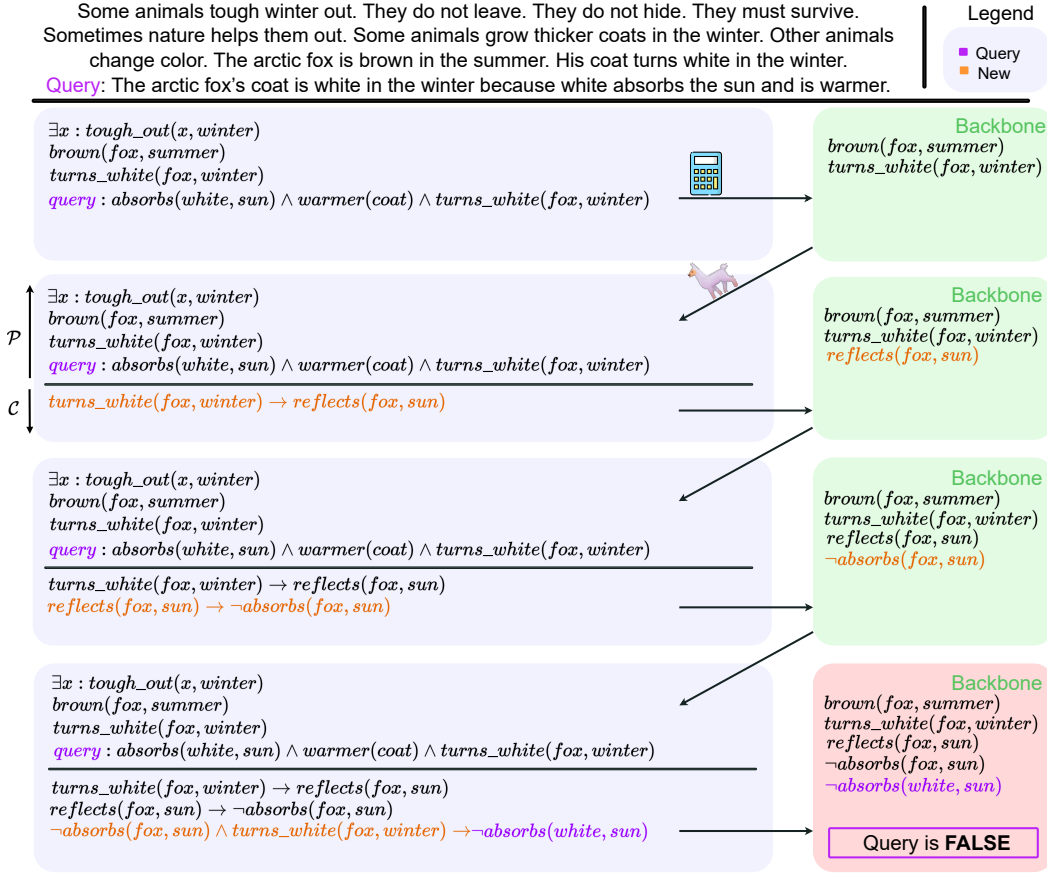 Some animals tough winter out. They do not leave. They do not hide. They must survive.
Sometimes nature helps them out. Some animals grow thicker coats in the winter. Other animals
change color. The arctic fox is brown in the summer. His coat turns white in the winter.
Query: The arctic fox's coat is white in the winter because white absorbs the sun and is warmer.
Legend
Query
New
∃x : tough_out(x, winter)
brown(fox, summer)
turns_white(fox, winter)
query : absorbs(white, sun) ∧ warmer(coat) ∧ turns_white(fox, winter)
Backbone
brown(fox, summer)
turns_white(fox, winter)
𝒫
𝒞
∃x : tough_out(x, winter)
brown(fox, summer)
turns_white(fox, winter)
query : absorbs(white, sun) ∧ warmer(coat) ∧ turns_white(fox, winter)
turns_white(fox, winter) → reflects(fox, sun)
Backbone
brown(fox, summer)
turns_white(fox, winter)
reflects(fox, sun)
∃x : tough_out(x, winter)
brown(fox, summer)
turns_white(fox, winter)
query : absorbs(white, sun) ∧ warmer(coat) ∧ turns_white(fox, winter)
turns_white(fox, winter) → reflects(fox, sun)
reflects(fox, sun) → ¬absorbs(fox, sun)
Backbone
brown(fox, summer)
turns_white(fox, winter)
reflects(fox, sun)
¬absorbs(fox, sun)
∃x : tough_out(x, winter)
brown(fox, summer)
turns_white(fox, winter)
query : absorbs(white, sun) ∧ warmer(coat) ∧ turns_white(fox, winter)
turns_white(fox, winter) → reflects(fox, sun)
reflects(fox, sun) → ¬absorbs(fox, sun)
¬absorbs(fox, sun) ∧ turns_white(fox, winter) →¬absorbs(white, sun)
Backbone
brown(fox, summer)
turns_white(fox, winter)
reflects(fox, sun)
¬absorbs(fox, sun)
¬absorbs(white, sun)
Query is FALSE